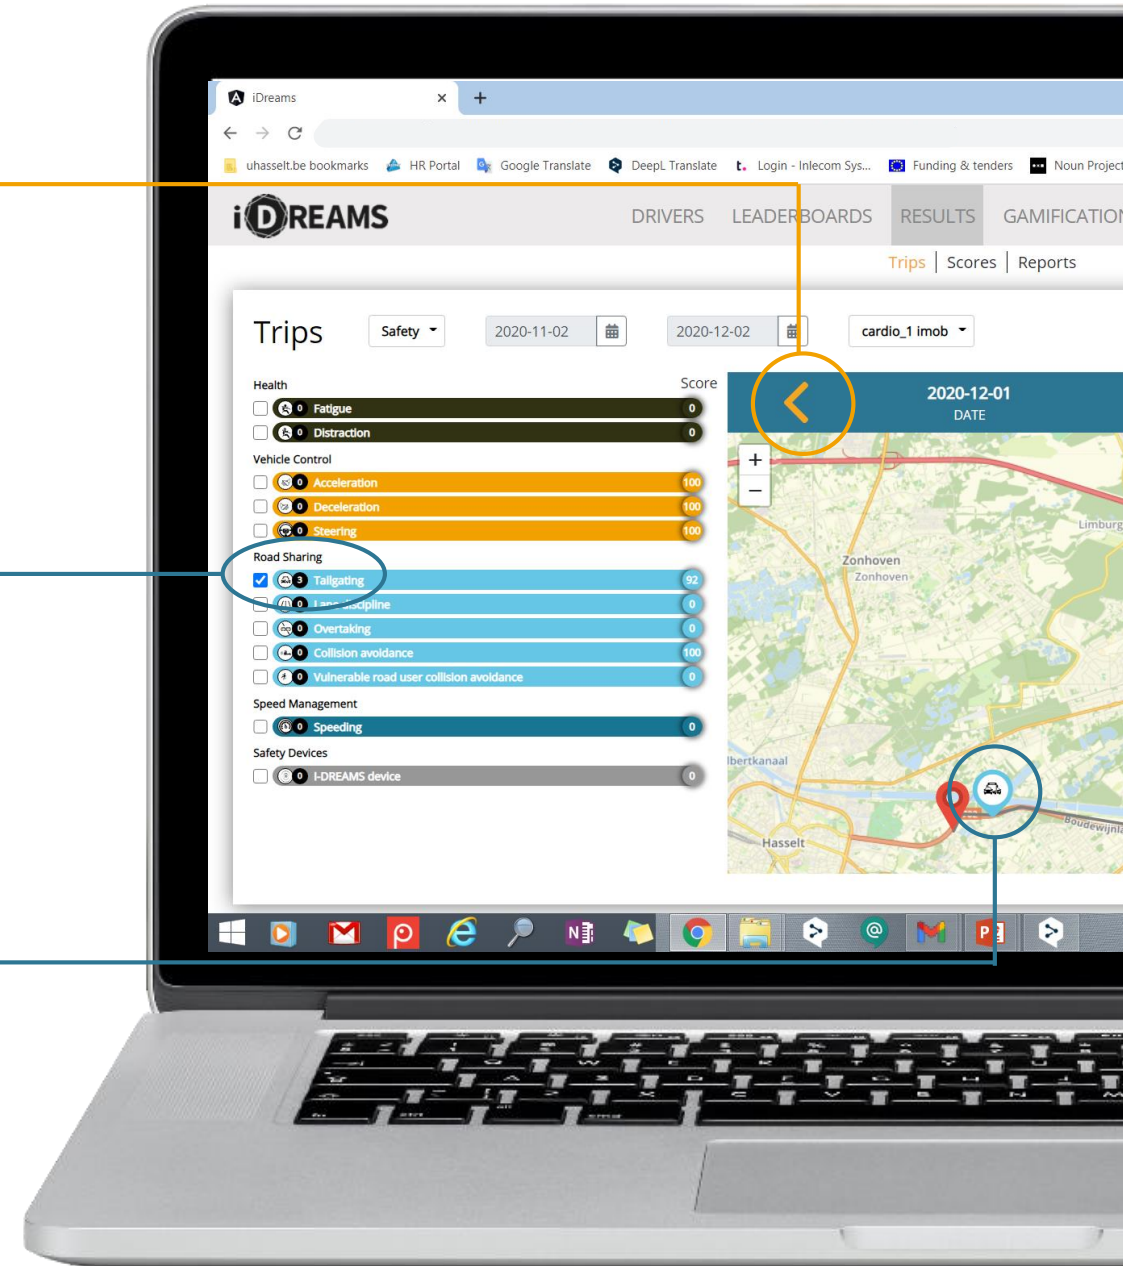 iDreams
uhasselt.be bookmarks HR Portal Google Translate DeepL Translate Login - Inlecom Sys... Funding & tenders Noun Project
iDREAMS DRIVERS LEADERBOARDS RESULTS GAMIFICATION
Trips | Scores | Reports
Trips Safety 2020-11-02 2020-12-02 cardio_1 imob
Health Score
0 Fatigue 0
0 Distraction 0
Vehicle Control
0 Acceleration 100
0 Deceleration 100
0 Steering 100
Road Sharing
3 Tailgating 92
0 Lane discipline 0
0 Overtaking 0
0 Collision avoidance 100
0 Vulnerable road user collision avoidance 0
Speed Management
0 Speeding 0
Safety Devices
0 I-DREAMS device 0
2020-12-01
DATE
+
−
Limburg
Zonhoven
Zonhoven
lbertkanaal
Hasselt